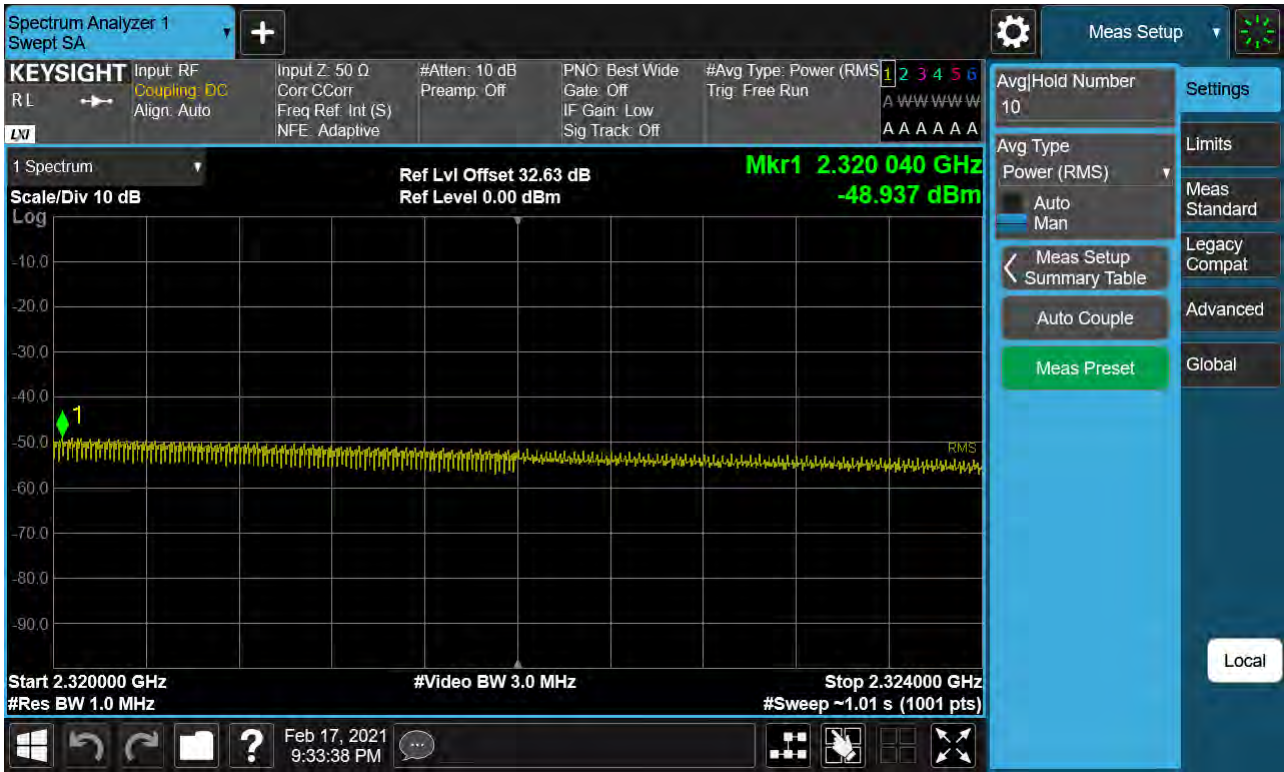 Spectrum Analyzer 1
Swept SA
+
Meas Setup
KEYSIGHT
RL
LXI
Input: RF
Coupling: DC
Align: Auto
Input Z: 50 Ω
Corr CCorr
Freq Ref: Int (S)
NFE: Adaptive
#Atten: 10 dB
Preamp: Off
PNO: Best Wide
Gate: Off
IF Gain: Low
Sig Track: Off
#Avg Type: Power (RMS
Trig: Free Run
1 2 3 4 5 6
A W W W W W
A A A A A A
1 Spectrum
Scale/Div 10 dB
Log
Ref Lvl Offset 32.63 dB
Ref Level 0.00 dBm
Mkr1 2.320 040 GHz
-48.937 dBm
-10.0
-20.0
-30.0
-40.0
1
-50.0
RMS
-60.0
-70.0
-80.0
-90.0
Start 2.320000 GHz
#Res BW 1.0 MHz
#Video BW 3.0 MHz
Stop 2.324000 GHz
#Sweep ~1.01 s (1001 pts)
Avg|Hold Number
10
Avg Type
Power (RMS)
Auto
Man
Meas Setup
Summary Table
Auto Couple
Meas Preset
Settings
Limits
Meas
Standard
Legacy
Compat
Advanced
Global
Local
?
Feb 17, 2021
9:33:38 PM